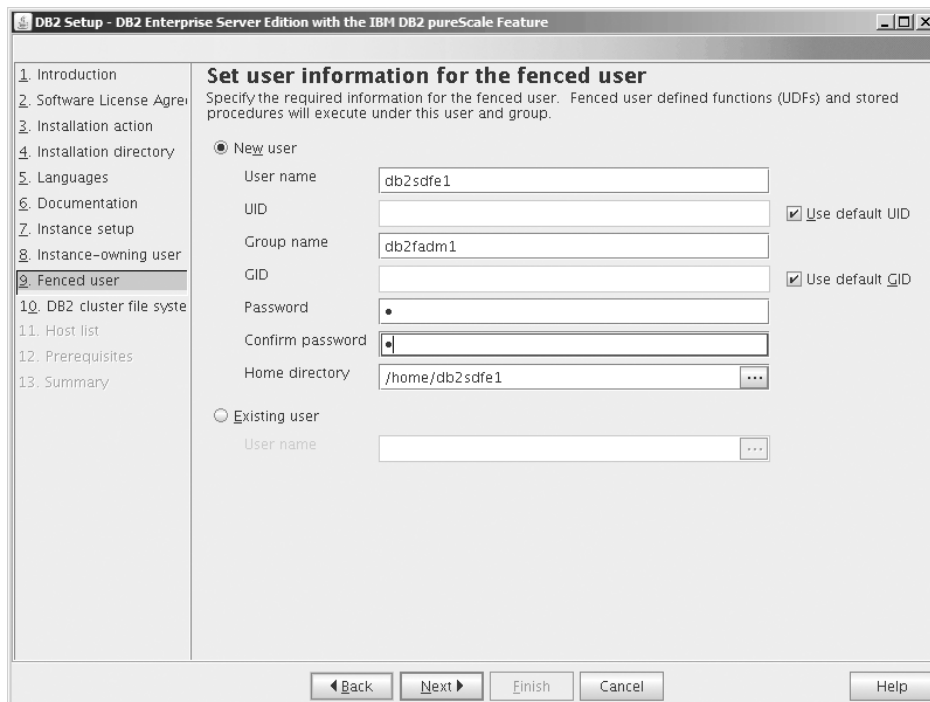 DB2 Setup - DB2 Enterprise Server Edition with the IBM DB2 pureScale Feature
1. Introduction
2. Software License Agre
3. Installation action
4. Installation directory
5. Languages
6. Documentation
7. Instance setup
8. Instance-owning user
9. Fenced user
10. DB2 cluster file syste
11. Host list
12. Prerequisites
13. Summary
Set user information for the fenced user
Specify the required information for the fenced user. Fenced user defined functions (UDFs) and stored
procedures will execute under this user and group.
New user
User name db2sdfe1
UID Use default UID
Group name db2fadm1
GID Use default GID
Password
Confirm password
Home directory /home/db2sdfe1 ...
Existing user
User name ...
Back Next Finish Cancel Help